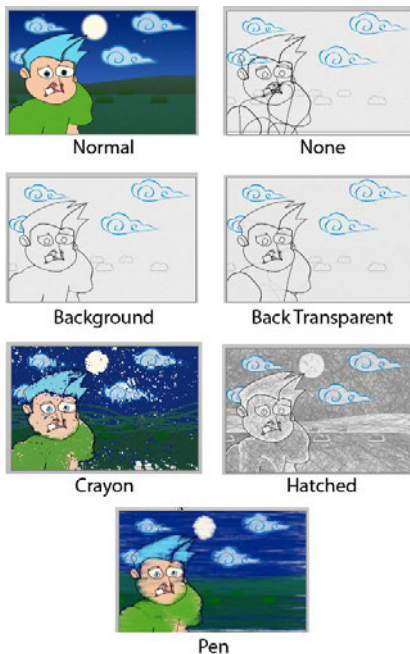 Normal
None
Background
Back Transparent
Crayon
Hatched
Pen